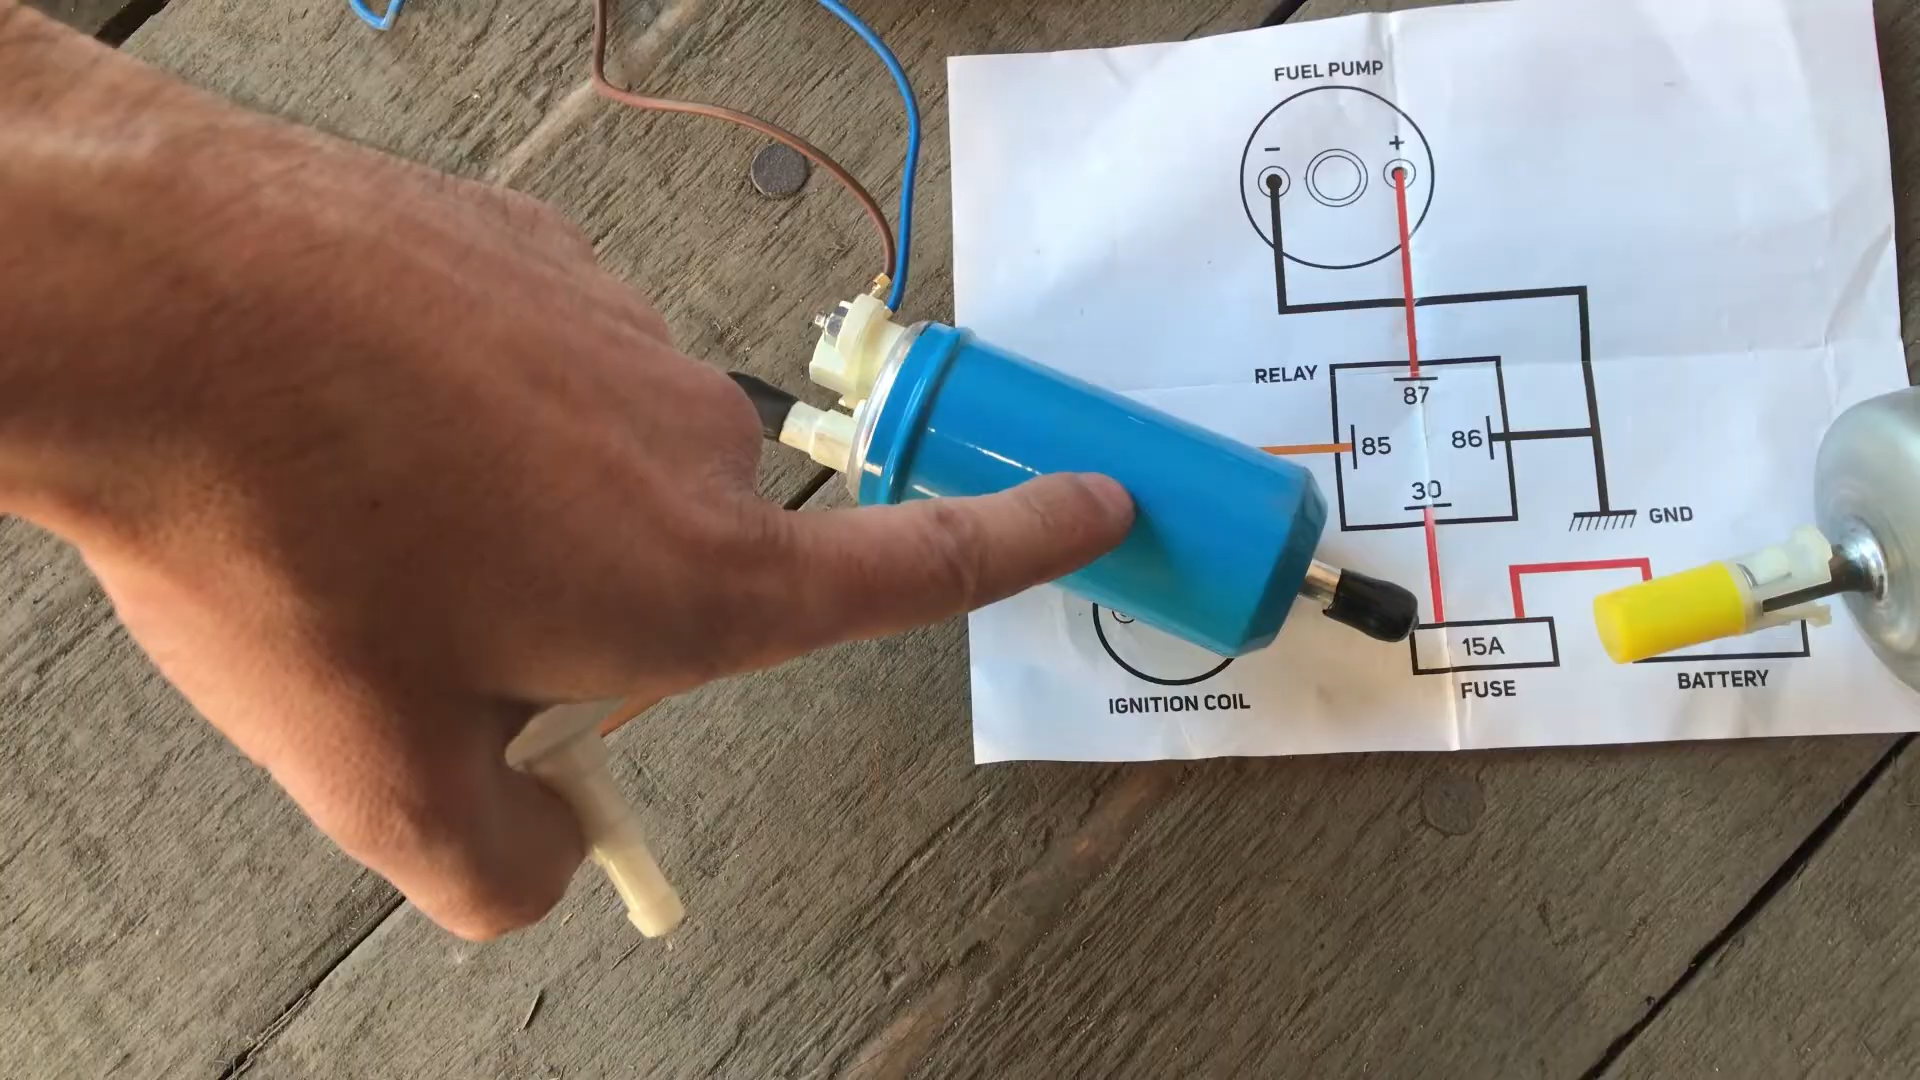 FUEL PUMP
- +
RELAY
87
85 86
30
GND
15A
FUSE
BATTERY
IGNITION COIL